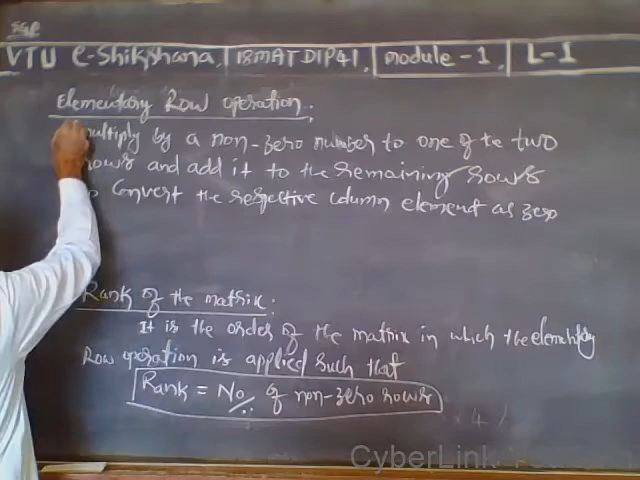 VTU e-Shikshana, 18MATDIP41, module - 1, L-1
Elementary Row operation:
multiply by a non-zero number to one of the two
rows and add it to the remaining rows
to convert the respective column element as zero
Rank of the matrix:
It is the order of the matrix in which the elementary
Row operation is applied such that
Rank = No. of non-zero rows
CyberLink